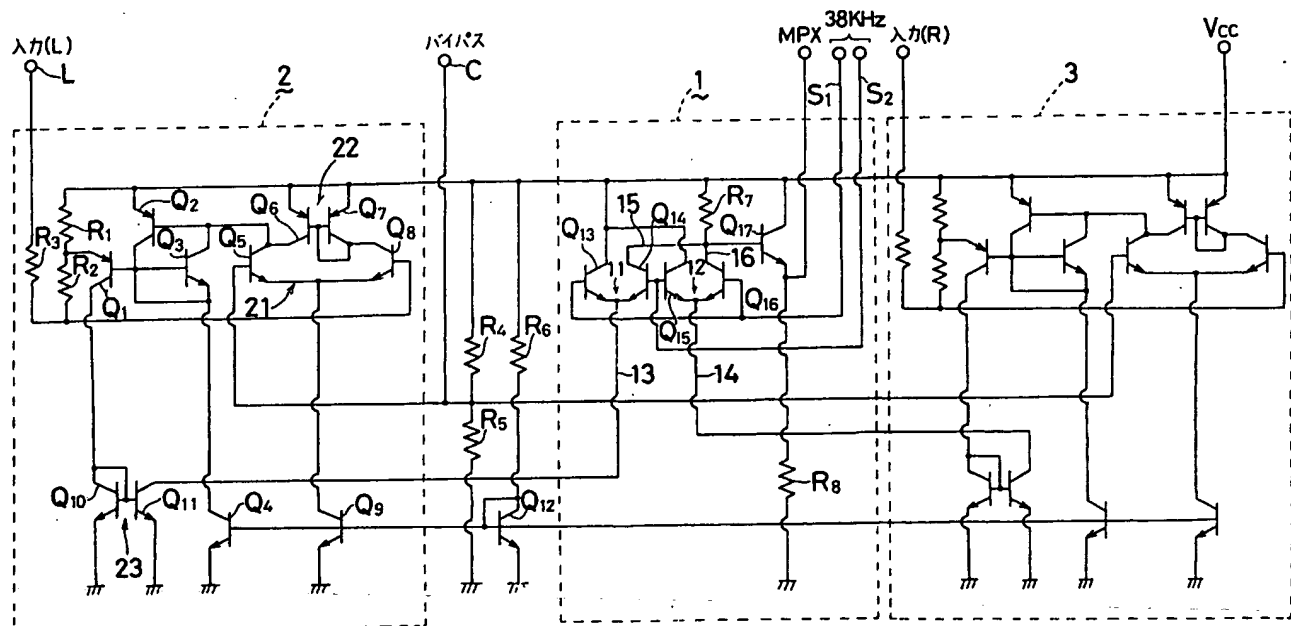 入力(L)
L
バイパス
C
MPX
38KHz
入力(R)
Vcc
S1
S2
2
1
3
22
Q2
Q6
Q7
R1
R3
Q3
Q5
Q8
R2
Q1
21
15
Q14
R7
Q17
Q13
11
12
16
Q16
Q15
R4
R6
13
14
R5
R8
Q10
Q11
23
Q4
Q9
Q12